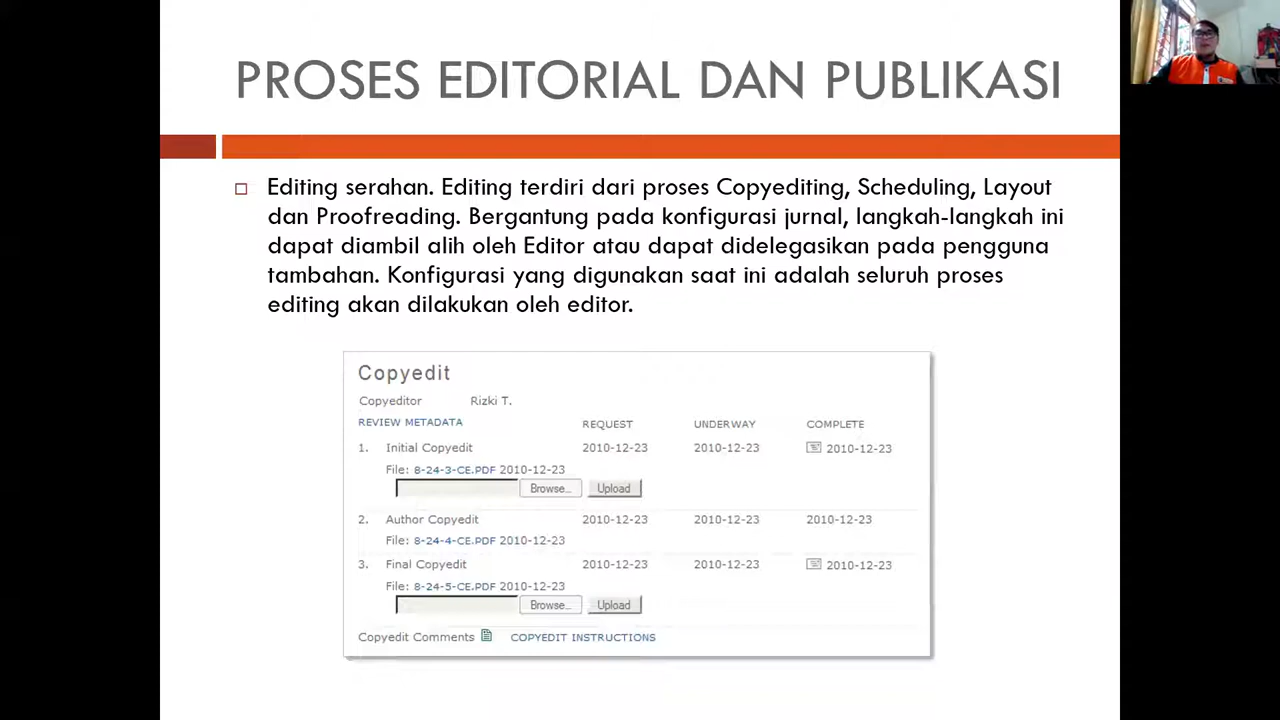 PROSES EDITORIAL DAN PUBLIKASI
Editing serahan. Editing terdiri dari proses Copyediting, Scheduling, Layout
dan Proofreading. Bergantung pada konfigurasi jurnal, langkah-langkah ini
dapat diambil alih oleh Editor atau dapat didelegasikan pada pengguna
tambahan. Konfigurasi yang digunakan saat ini adalah seluruh proses
editing akan dilakukan oleh editor.
Copyedit
Copyeditor Rizki T.
REVIEW METADATA REQUEST UNDERWAY COMPLETE
1. Initial Copyedit 2010-12-23 2010-12-23 2010-12-23
File: 8-24-3-CE.PDF 2010-12-23
Browse... Upload
2. Author Copyedit 2010-12-23 2010-12-23 2010-12-23
File: 8-24-4-CE.PDF 2010-12-23
3. Final Copyedit 2010-12-23 2010-12-23 2010-12-23
File: 8-24-5-CE.PDF 2010-12-23
Browse... Upload
Copyedit Comments COPYEDIT INSTRUCTIONS